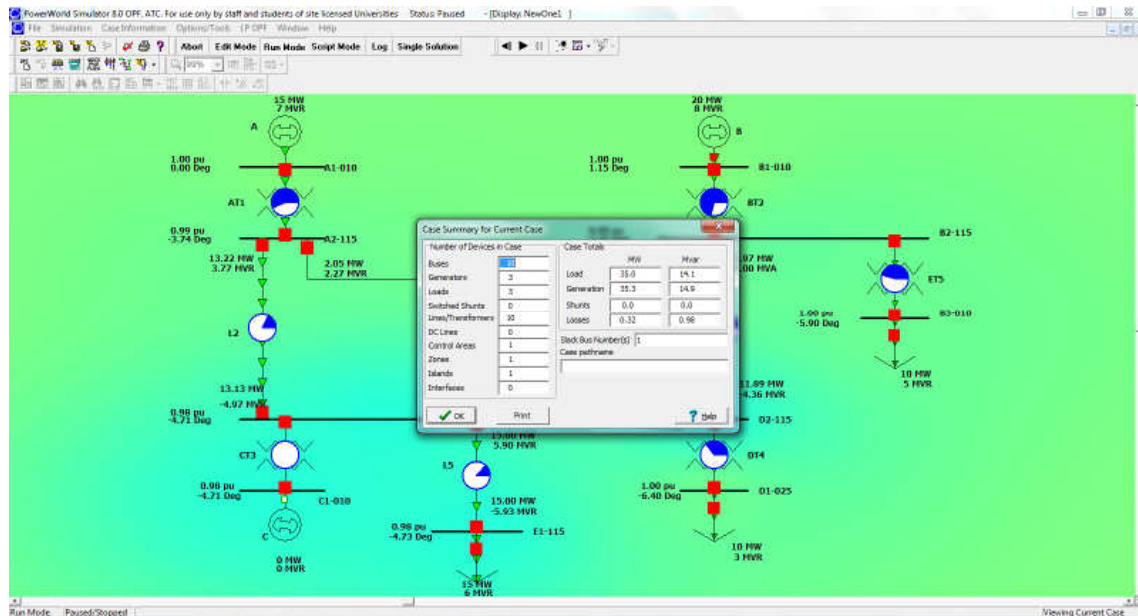 PowerWorld Simulator 8.0 OPF, ATC. For use only by staff and students of site licensed Universities Status: Paused - [Display: NewOne1 ]
File Simulation Case Information Options/Tools LP OPF Window Help
Abort Edit Mode Run Mode Script Mode Log Single Solution
15 MW
7 MVR
A
1.00 pu
0.00 Deg
A1-010
AT1
0.99 pu
-3.74 Deg
A2-115
13.22 MW
3.77 MVR
2.05 MW
2.27 MVR
L2
13.13 MW
-4.97 MVR
0.98 pu
-4.71 Deg
CT3
0.98 pu
-4.71 Deg
C1-010
C
0 MW
0 MVR
20 MW
8 MVR
B
1.00 pu
1.15 Deg
B1-010
BT2
B2-115
ET5
1.00 pu
-5.90 Deg
B3-010
10 MW
5 MVR
Case Summary for Current Case
Number of Devices in Case
Buses
Generators 3
Loads 3
Switched Shunts 0
Lines/Transformers 10
DC Lines 0
Control Areas 1
Zones 1
Islands 1
Interfaces 0
Case Totals
MW Mvar
Load 35.0 14.1
Generation 35.3 14.9
Shunts 0.0 0.0
Losses 0.32 0.98
Slack Bus Number(s) 1
Case pathname
OK Print Help
15.00 MW
5.90 MVR
L5
15.00 MW
-5.93 MVR
0.98 pu
-4.73 Deg
E1-115
15 MW
6 MVR
11.89 MW
-4.36 MVR
D2-115
DT4
1.00 pu
-6.40 Deg
D1-025
10 MW
3 MVR
Run Mode Paused/Stopped Viewing Current Case